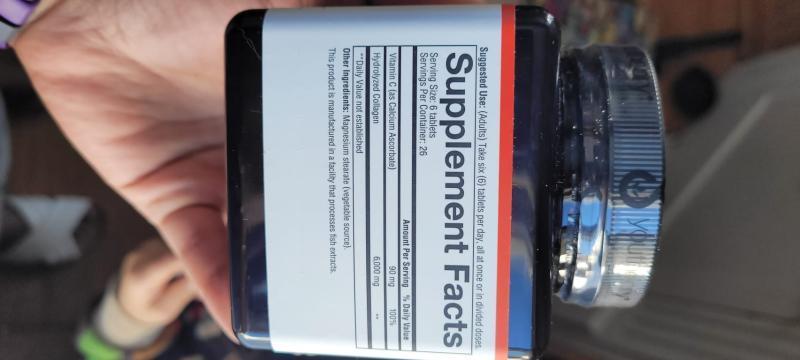 Suggested Use: (Adults) Take six (6) tablets per day, all at once or in divided doses.
Supplement Facts
Serving Size: 6 tablets
Servings Per Container: 26
Amount Per Serving % Daily Value
Vitamin C (as Calcium Ascorbate) 90 mg 100%
Hydrolyzed Collagen 6,000 mg **
**Daily Value not established
Other Ingredients: Magnesium stearate (vegetable source).
This product is manufactured in a facility that processes fish extracts.